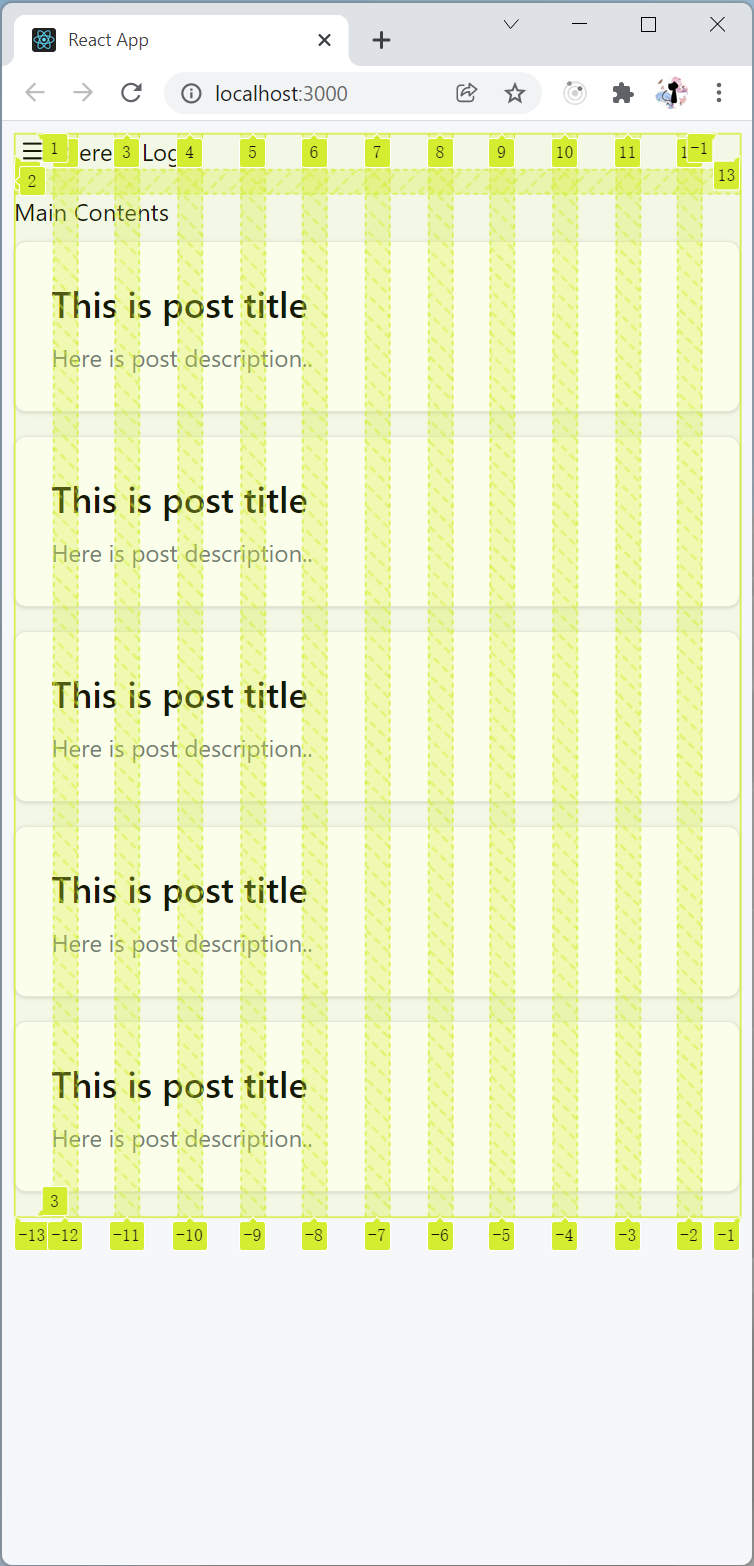 React App
localhost:3000
1 3 4 5 6 7 8 9 10 11 -1
ere Log
2 13
Main Contents
This is post title
Here is post description..
This is post title
Here is post description..
This is post title
Here is post description..
This is post title
Here is post description..
This is post title
Here is post description..
3
-13 -12 -11 -10 -9 -8 -7 -6 -5 -4 -3 -2 -1